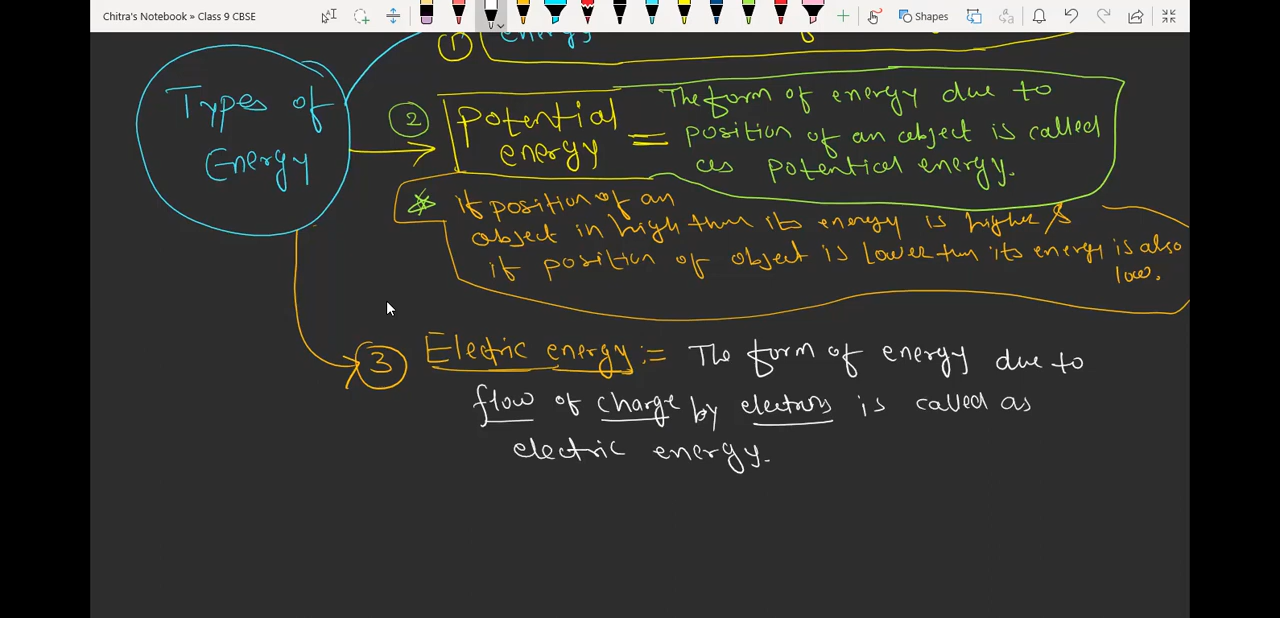 Chitra's Notebook » Class 9 CBSE
Shapes
energy
①
Types of
Energy
②
Potential
energy
=
The form of energy due to
position of an object is called
as potential energy.
if position of an
object in high then its energy is higher &
if position of object is lower then its energy is also
low.
③ Electric energy := The form of energy due to
flow of charge by electrons is called as
electric energy.